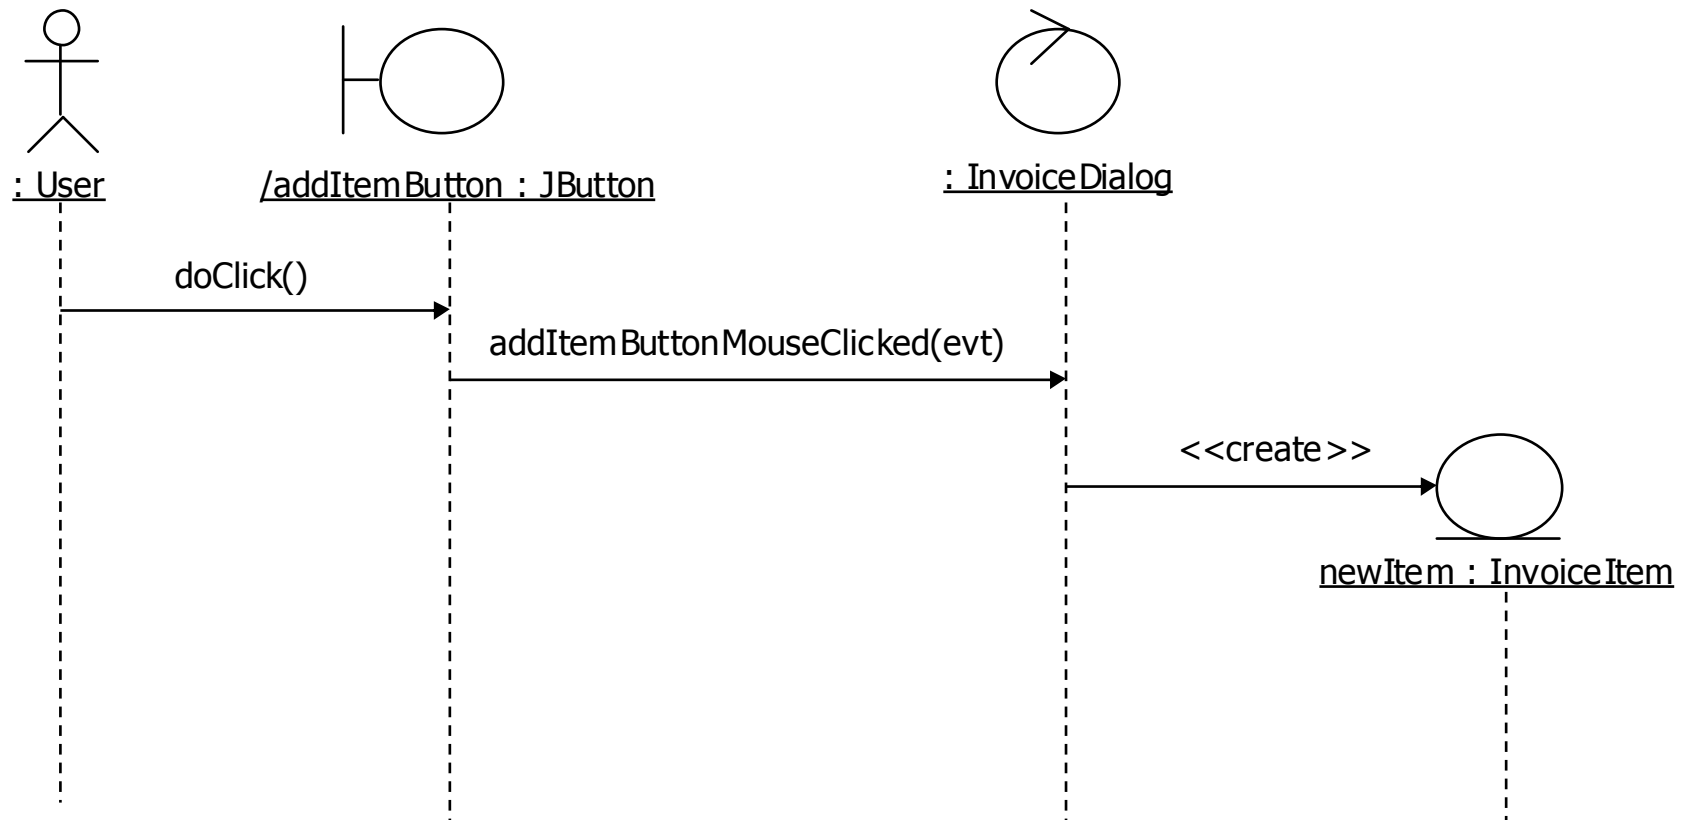 : User
/addItemButton : JButton
: InvoiceDialog
doClick()
addItemButtonMouseClicked(evt)
<<create>>
newItem : InvoiceItem